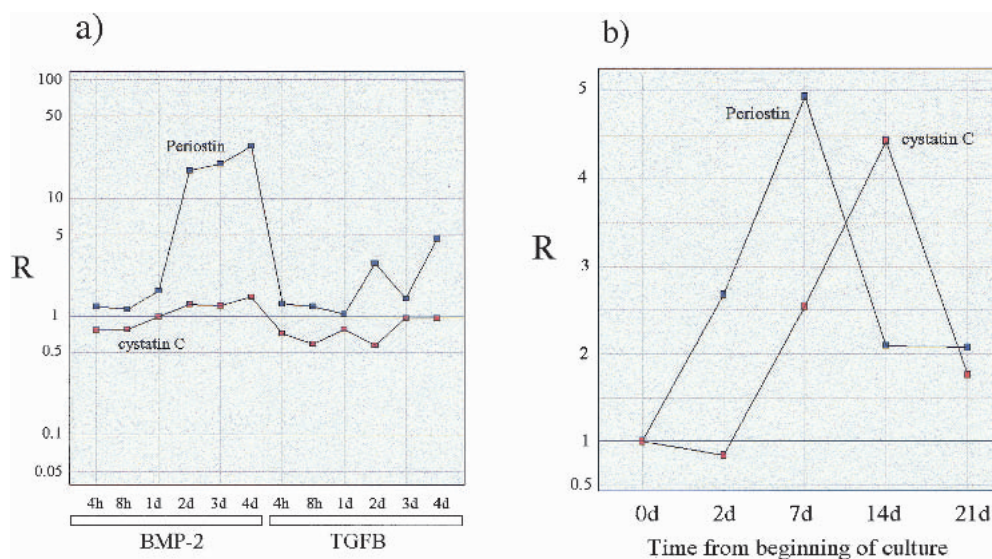 a)
100
50
Periostin
10
5
R
1
cystatin C
0.5
0.1
0.05
4h 8h 1d 2d 3d 4d 4h 8h 1d 2d 3d 4d
BMP-2 TGFB
b)
5
Periostin
cystatin C
4
R
3
2
1
0.5
0d 2d 7d 14d 21d
Time from beginning of culture